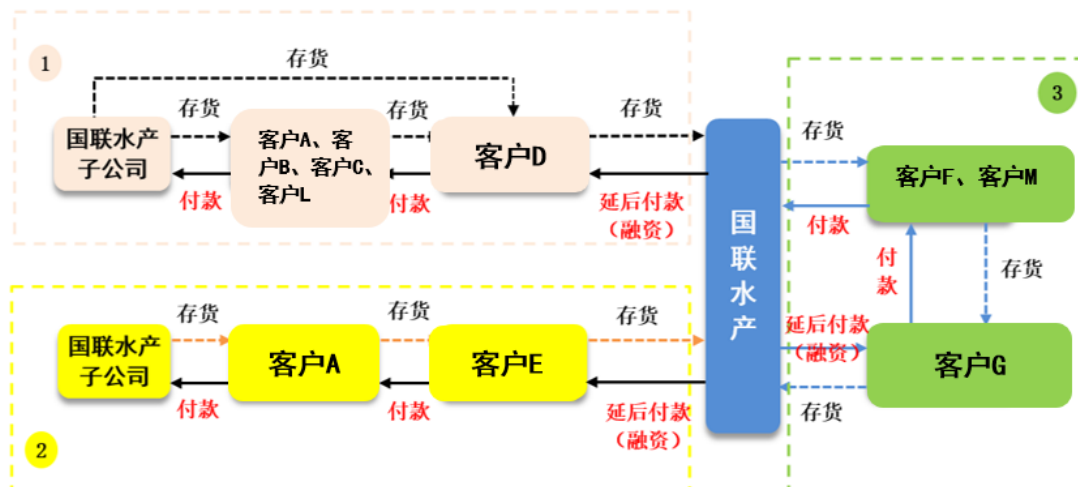 1
存货
存货
存货
存货
国联水产
子公司
客户A、客
户B、客户C、
客户L
客户D
付款
付款
延后付款
（融资）
2
存货
存货
存货
国联水产
子公司
客户A
客户E
付款
付款
延后付款
（融资）
国
联
水
产
3
存货
客户F、客户M
付款
付
款
存货
延后付款
（融资）
客户G
存货